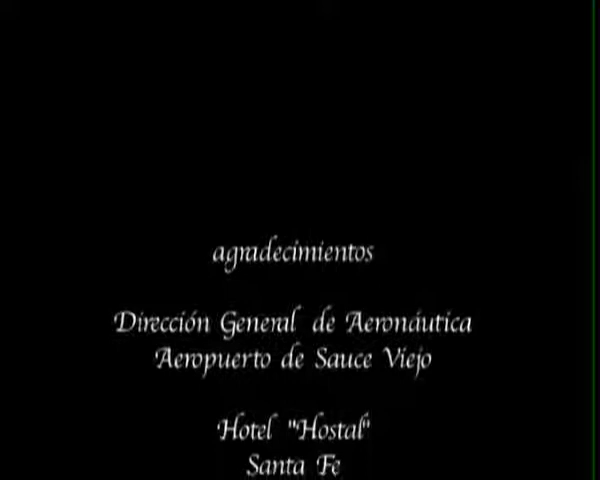 agradecimientos
Dirección General de Aeronáutica
Aeropuerto de Sauce Viejo
Hotel "Hostal"
Santa Fe